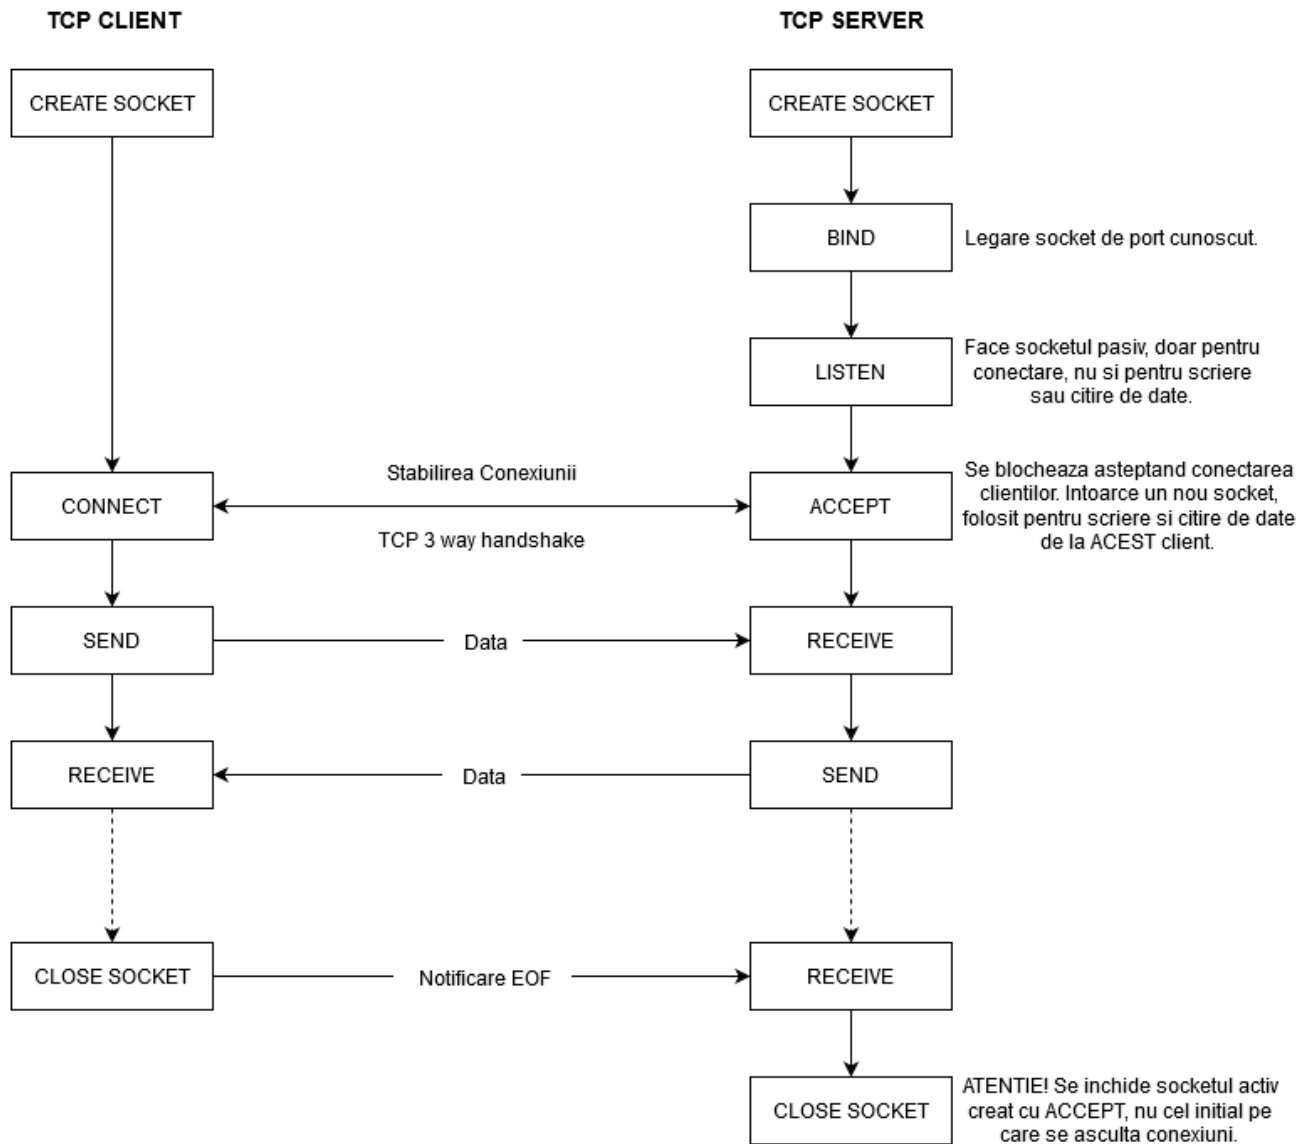 TCP CLIENT
TCP SERVER
CREATE SOCKET
CREATE SOCKET
BIND
Legare socket de port cunoscut.
LISTEN
Face socketul pasiv, doar pentru
conectare, nu si pentru scriere
sau citire de date.
Stabilirea Conexiunii
CONNECT
ACCEPT
TCP 3 way handshake
Se blocheaza asteptand conectarea
clientilor. Intoarce un nou socket,
folosit pentru scriere si citire de date
de la ACEST client.
SEND
Data
RECEIVE
RECEIVE
Data
SEND
CLOSE SOCKET
Notificare EOF
RECEIVE
CLOSE SOCKET
ATENTIE! Se inchide socketul activ
creat cu ACCEPT, nu cel initial pe
care se asculta conexiuni.